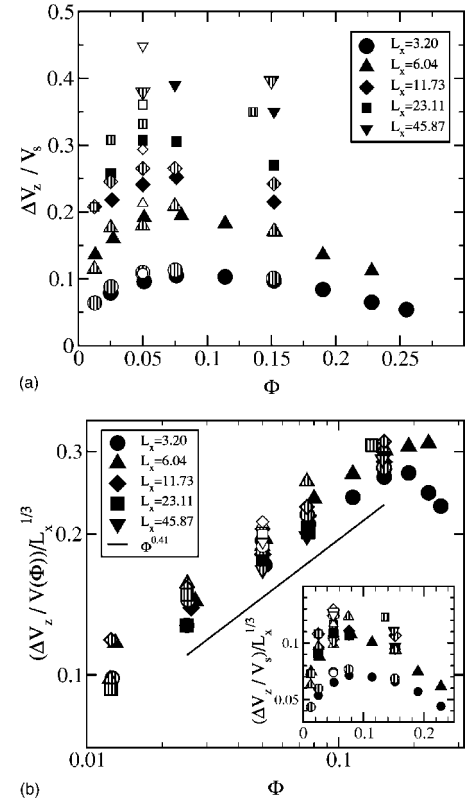 (a)
0.5
0.4
0.3
0.2
0.1
0
ΔV_z / V_s
L_x=3.20
L_x=6.04
L_x=11.73
L_x=23.11
L_x=45.87
0 0.05 0.1 0.15 0.2 0.25
Φ
(b)
0.3
0.2
0.1
(ΔV_z / V(Φ))/L_x^1/3
L_x=3.20
L_x=6.04
L_x=11.73
L_x=23.11
L_x=45.87
Φ^0.41
0.1
0.05
(ΔV_z / V_s)/L_x^1/3
0 0.1 0.2
Φ
0.01 0.1
Φ